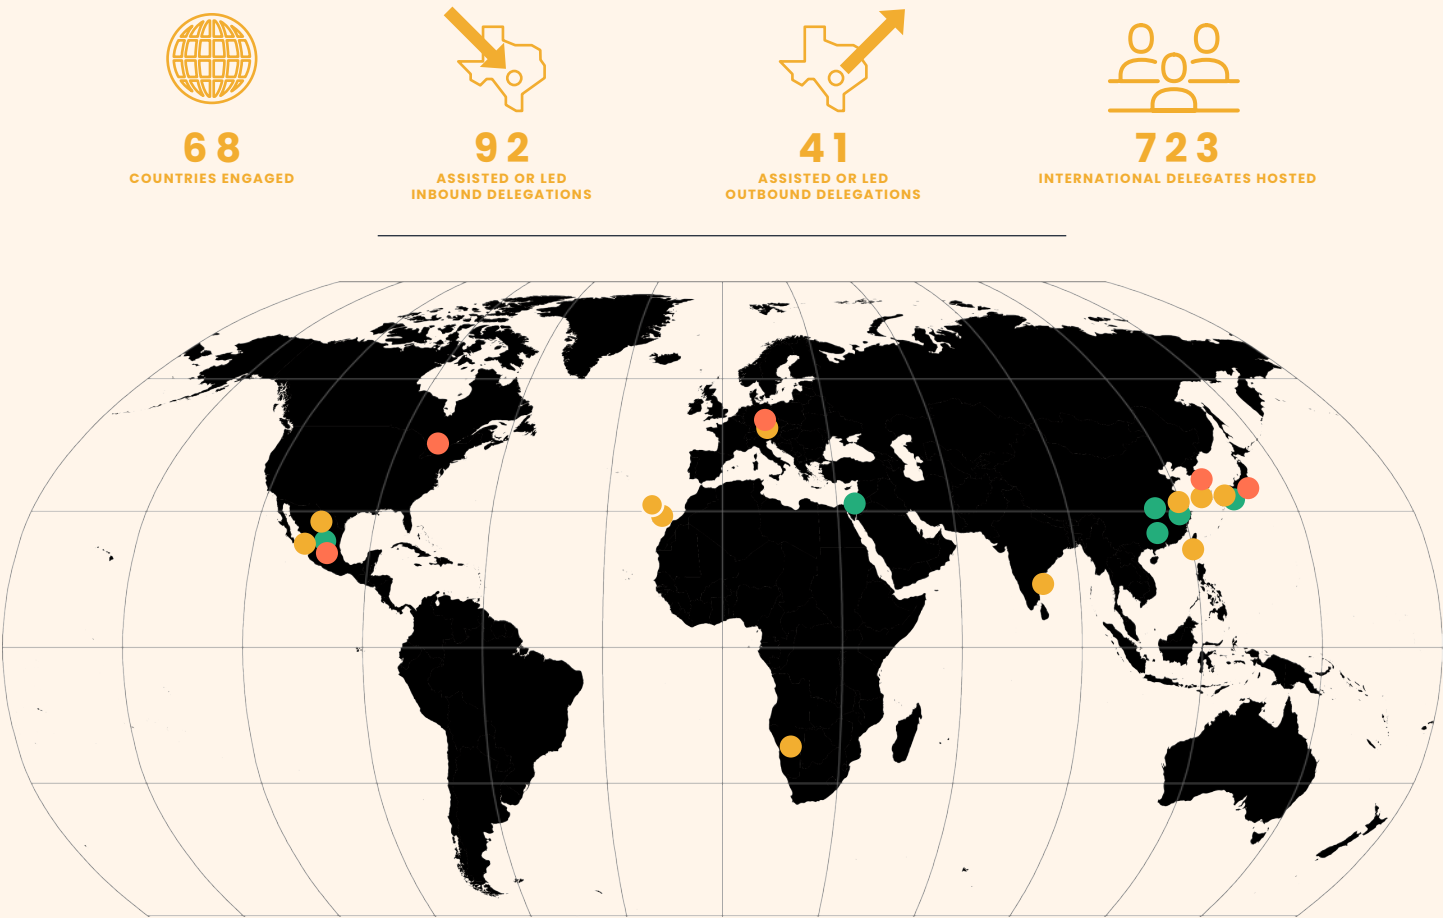 68
COUNTRIES ENGAGED
92
ASSISTED OR LED
INBOUND DELEGATIONS
41
ASSISTED OR LED
OUTBOUND DELEGATIONS
723
INTERNATIONAL DELEGATES HOSTED